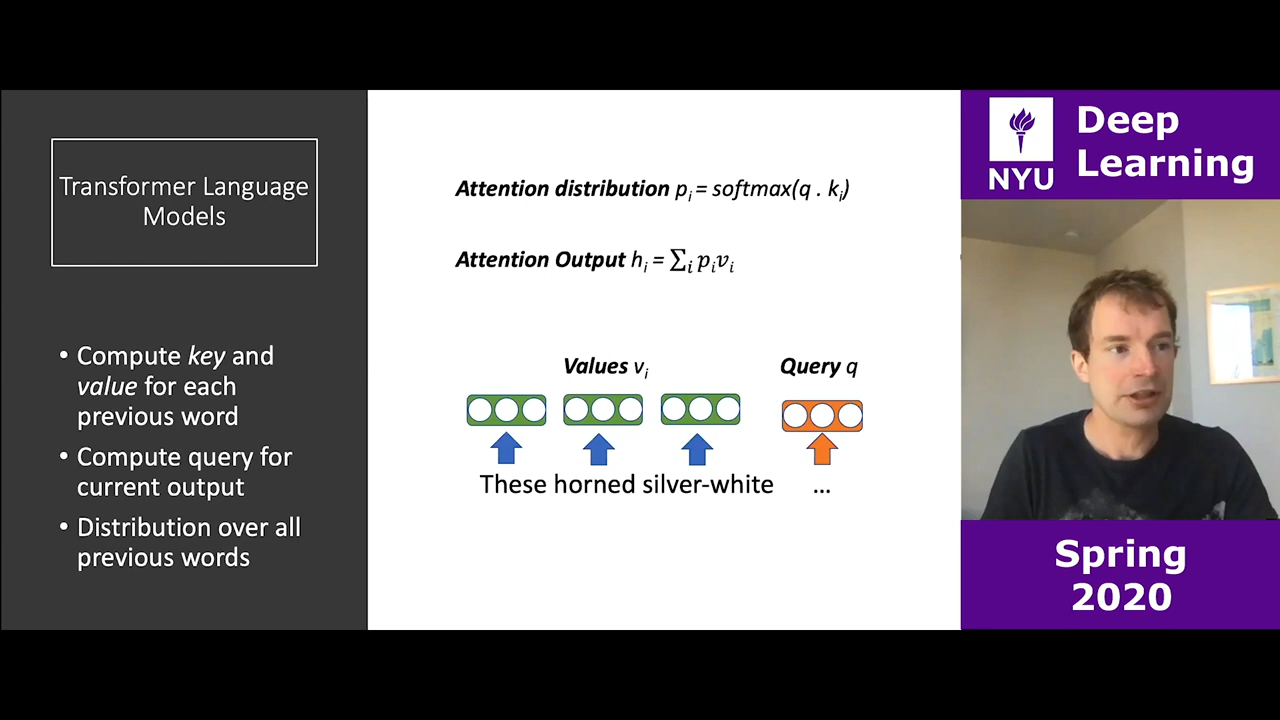 Transformer Language
Models
• Compute key and
value for each
previous word
• Compute query for
current output
• Distribution over all
previous words
Attention distribution pᵢ = softmax(q . kᵢ)
Attention Output hᵢ = ∑ᵢ pᵢvᵢ
Values vᵢ
Query q
These horned silver-white ...
NYU
Deep
Learning
Spring
2020